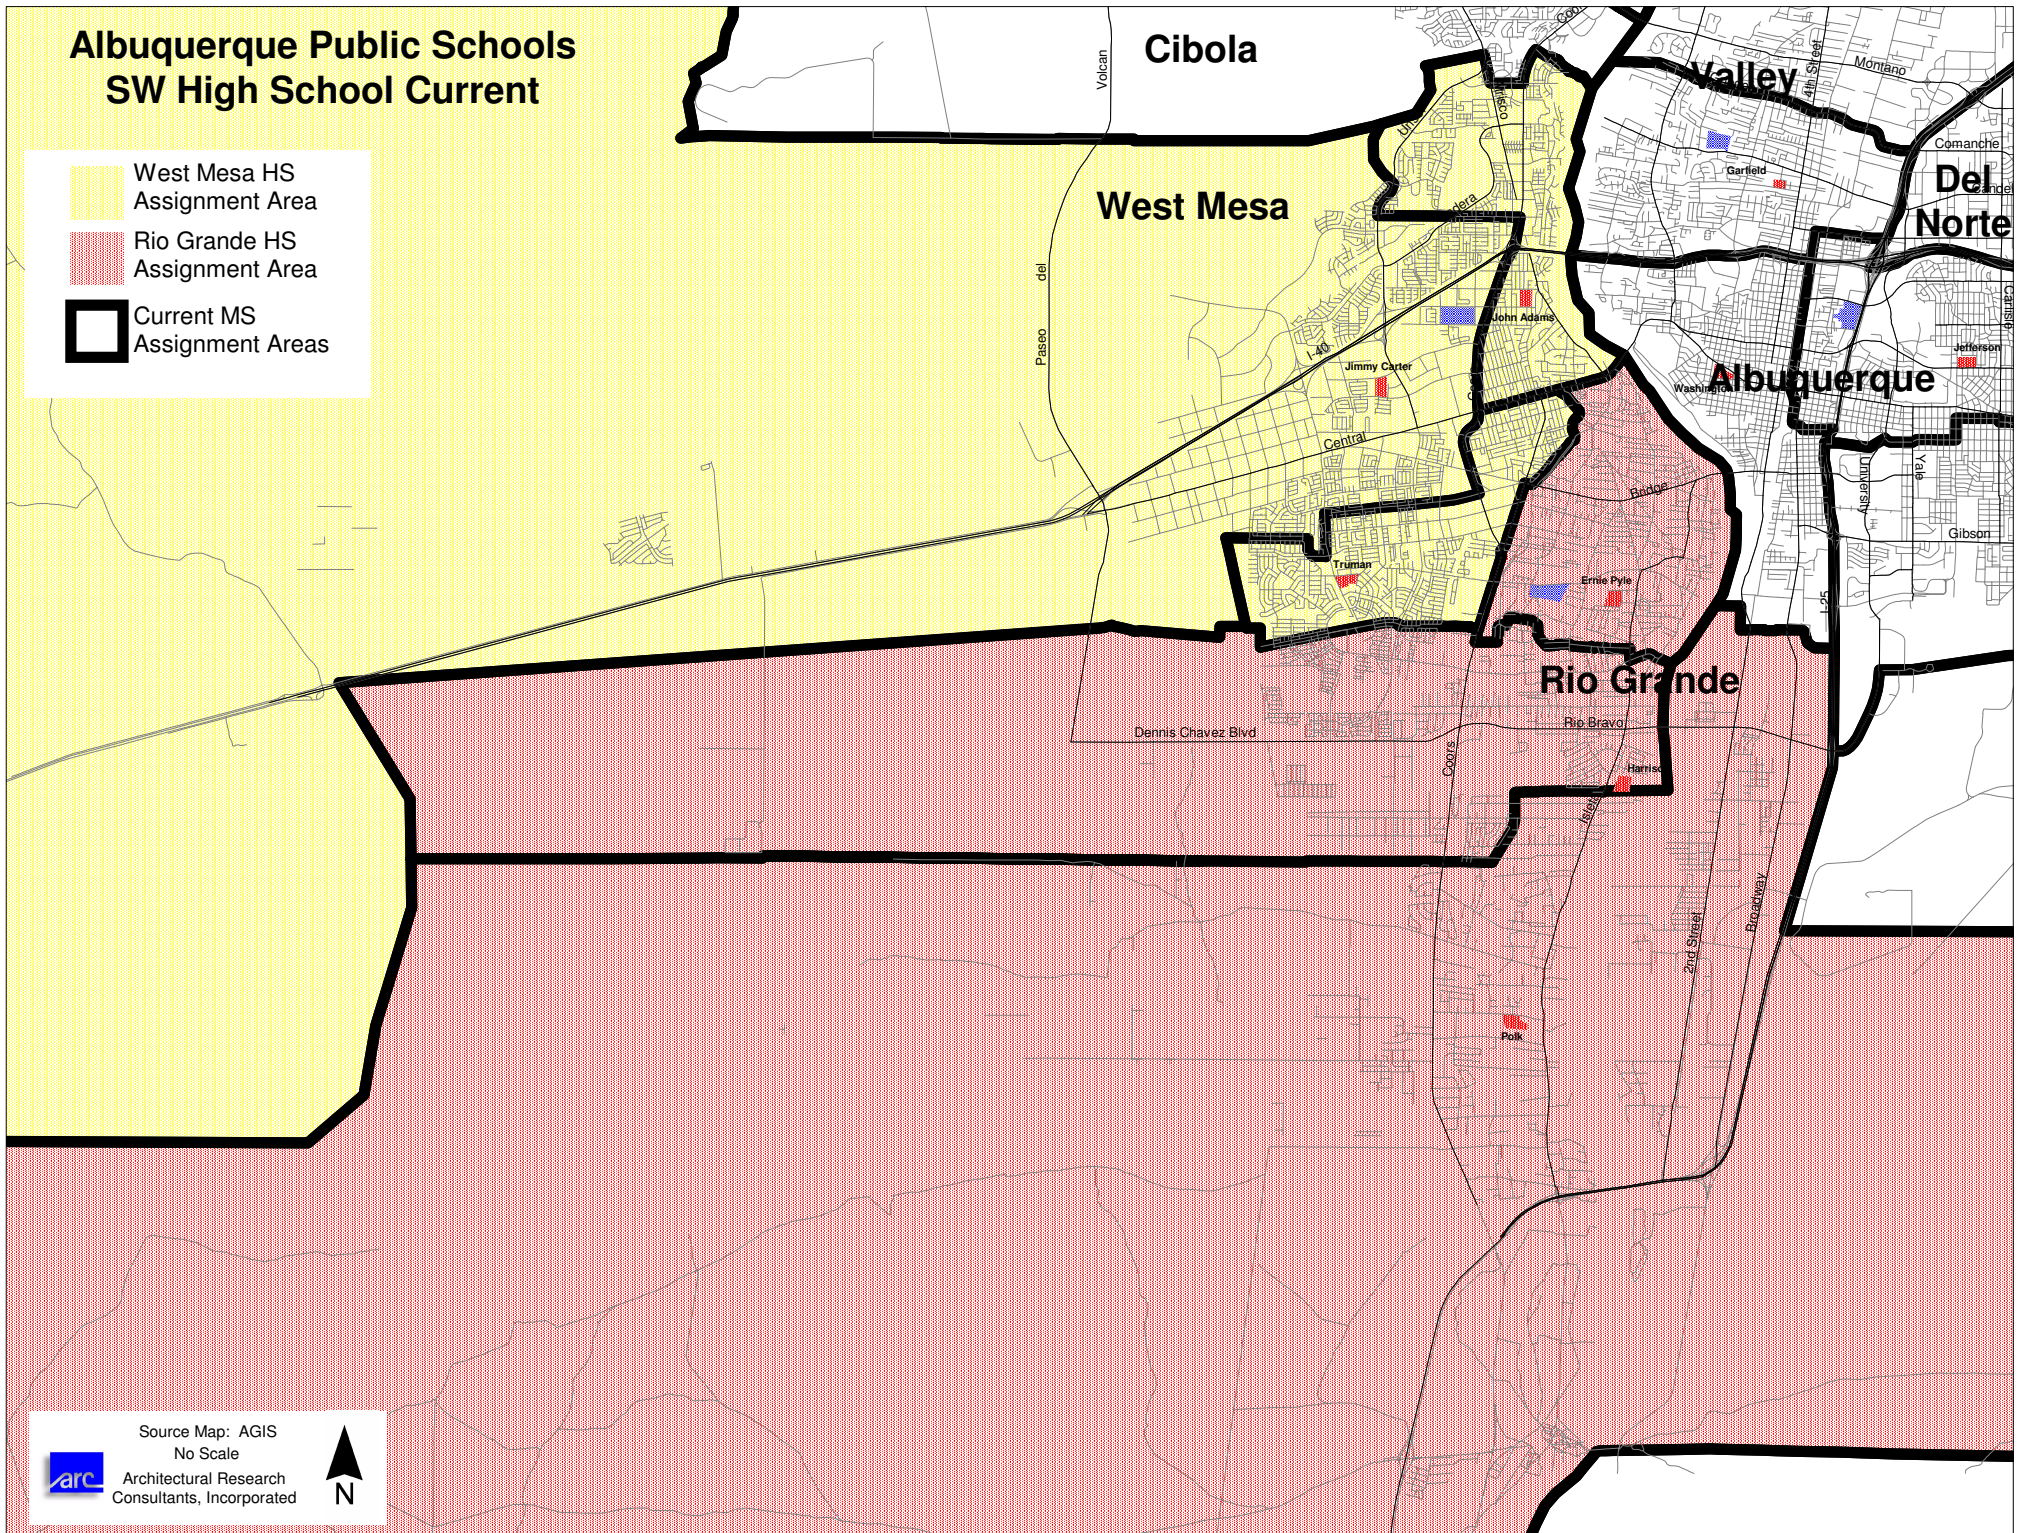 Albuquerque Public Schools
SW High School Current
West Mesa HS
Assignment Area
Rio Grande HS
Assignment Area
Current MS
Assignment Areas
Cibola
Valley
Del
Norte
West Mesa
Albuquerque
Rio Grande
Volcan
del
Paseo
4th Street
Montano
Comanche
Garfield
Carlisle
Jefferson
Washington
John Adams
I-40
Jimmy Carter
Central
Bridge
Yale
University
Gibson
I-25
Truman
Ernie Pyle
Rio Bravo
Dennis Chavez Blvd
Coors
Isleta
2nd Street
Broadway
Polk
Source Map: AGIS
No Scale
arc
Architectural Research
Consultants, Incorporated
N